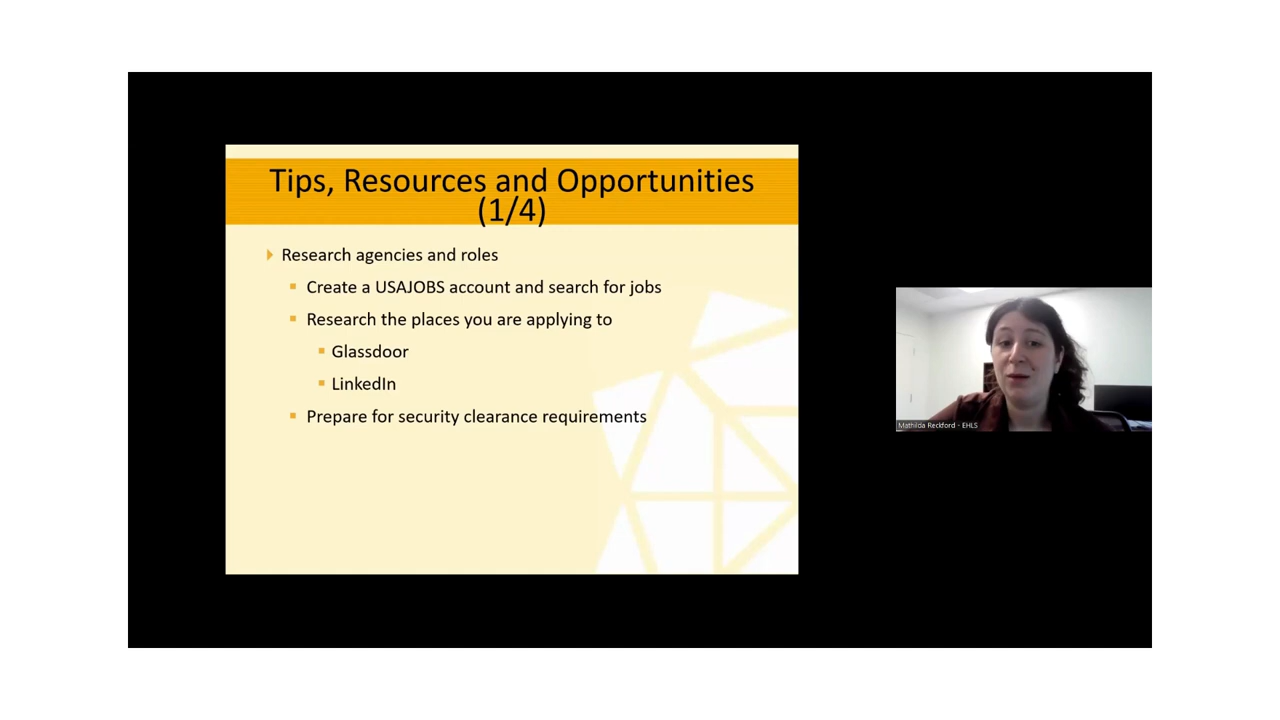 Tips, Resources and Opportunities
(1/4)
Research agencies and roles
Create a USAJOBS account and search for jobs
Research the places you are applying to
Glassdoor
LinkedIn
Prepare for security clearance requirements
Mathilda Reckford - EHLS